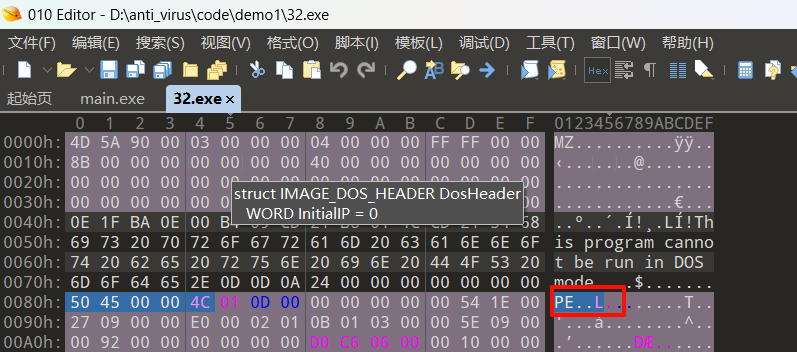 010 Editor - D:\anti_virus\code\demo1\32.exe
文件(F) 编辑(E) 搜索(S) 视图(V) 格式(O) 脚本(I) 模板(L) 调试(D) 工具(T) 窗口(W) 帮助(H)
Hex
起始页 main.exe 32.exe ×
0 1 2 3 4 5 6 7 8 9 A B C D E F 0123456789ABCDEF
0000h: 4D 5A 90 00 03 00 00 00 04 00 00 00 FF FF 00 00 MZ..........ÿÿ..
0010h: 8B 00 00 00 00 00 00 00 40 00 00 00 00 00 00 00 ‹.......@.......
0020h: 00 00 00 00 00 00 00 00 00 00 00 00 00 00 00 00 ................
0030h: 00 00 00 00 00 ............€...
struct IMAGE_DOS_HEADER DosHeader
WORD InitialIP = 0
0040h: 0E 1F BA 0E 00 68 ..º..´.Í!¸.LÍ!Th
0050h: 69 73 20 70 72 6F 67 72 61 6D 20 63 61 6E 6E 6F is program canno
0060h: 74 20 62 65 20 72 75 6E 20 69 6E 20 44 4F 53 20 t be run in DOS
0070h: 6D 6F 64 65 2E 0D 0D 0A 24 00 00 00 00 00 00 00 mode....$.......
0080h: 50 45 00 00 4C 01 0D 00 00 00 00 00 00 54 1E 00 PE..L........T..
0090h: 27 09 00 00 E0 00 02 01 0B 01 03 00 00 5E 09 00 '...à........^..
00A0h: 00 92 00 00 00 00 00 00 D0 C6 06 00 00 10 00 00 .’......ÐÆ......